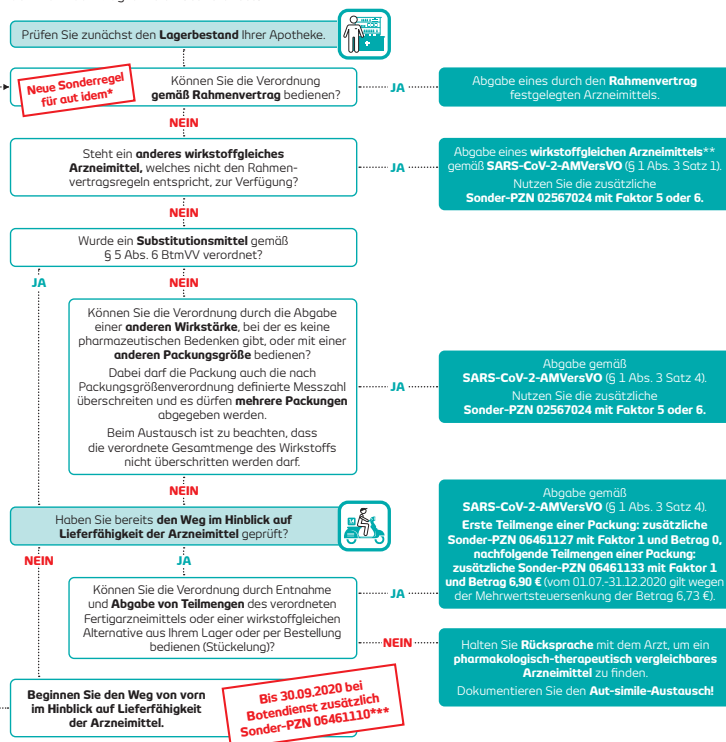 Prüfen Sie zunächst den Lagerbestand Ihrer Apotheke.
Neue Sonderregel
für aut idem*
Können Sie die Verordnung
gemäß Rahmenvertrag bedienen?
JA
Abgabe eines durch den Rahmenvertrag
festgelegten Arzneimittels.
NEIN
Steht ein anderes wirkstoffgleiches
Arzneimittel, welches nicht den Rahmen-
vertragsregeln entspricht, zur Verfügung?
JA
Abgabe eines wirkstoffgleichen Arzneimittels**
gemäß SARS-CoV-2-AMVersVO (§ 1 Abs. 3 Satz 1).
Nutzen Sie die zusätzliche
Sonder-PZN 02567024 mit Faktor 5 oder 6.
NEIN
Wurde ein Substitutionsmittel gemäß
§ 5 Abs. 6 BtmVV verordnet?
JA
NEIN
Können Sie die Verordnung durch die Abgabe
einer anderen Wirkstärke, bei der es keine
pharmazeutischen Bedenken gibt, oder mit einer
anderen Packungsgröße bedienen?
Dabei darf die Packung auch die nach
Packungsgrößenverordnung definierte Messzahl
überschreiten und es dürfen mehrere Packungen
abgegeben werden.
Beim Austausch ist zu beachten, dass
die verordnete Gesamtmenge des Wirkstoffs
nicht überschritten werden darf.
JA
Abgabe gemäß
SARS-CoV-2-AMVersVO (§ 1 Abs. 3 Satz 4).
Nutzen Sie die zusätzliche
Sonder-PZN 02567024 mit Faktor 5 oder 6.
NEIN
Haben Sie bereits den Weg im Hinblick auf
Lieferfähigkeit der Arzneimittel geprüft?
NEIN
JA
Können Sie die Verordnung durch Entnahme
und Abgabe von Teilmengen des verordneten
Fertigarzneimittels oder einer wirkstoffgleichen
Alternative aus Ihrem Lager oder per Bestellung
bedienen (Stückelung)?
JA
Abgabe gemäß
SARS-CoV-2-AMVersVO (§ 1 Abs. 3 Satz 4).
Erste Teilmenge einer Packung: zusätzliche
Sonder-PZN 06461127 mit Faktor 1 und Betrag 0,
nachfolgende Teilmengen einer Packung:
zusätzliche Sonder-PZN 06461133 mit Faktor 1
und Betrag 6,90 € (vom 01.07.-31.12.2020 gilt wegen
der Mehrwertsteuersenkung der Betrag 6,73 €).
NEIN
Halten Sie Rücksprache mit dem Arzt, um ein
pharmakologisch-therapeutisch vergleichbares
Arzneimittel zu finden.
Dokumentieren Sie den Aut-simile-Austausch!
Beginnen Sie den Weg von vorn
im Hinblick auf Lieferfähigkeit
der Arzneimittel.
Bis 30.09.2020 bei
Botendienst zusätzlich
Sonder-PZN 06461110***